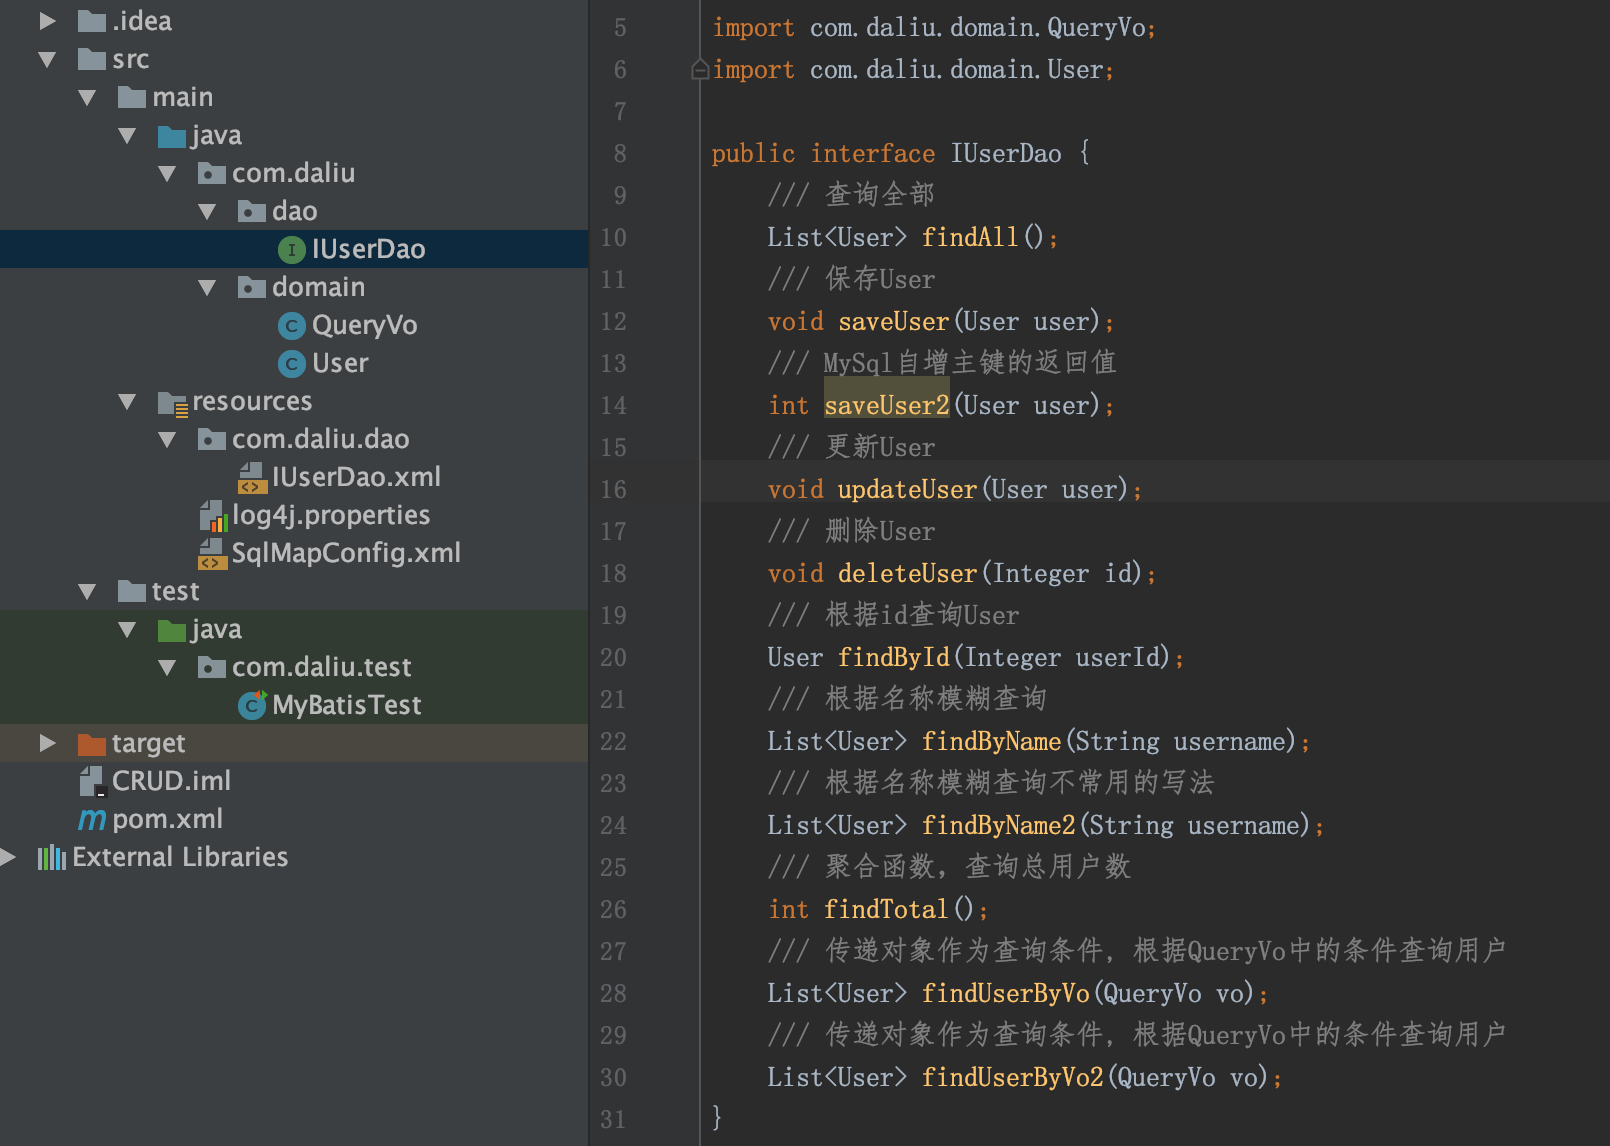 .idea
src
main
java
com.daliu
dao
IUserDao
domain
QueryVo
User
resources
com.daliu.dao
IUserDao.xml
log4j.properties
SqlMapConfig.xml
test
java
com.daliu.test
MyBatisTest
target
CRUD.iml
pom.xml
External Libraries
5 import com.daliu.domain.QueryVo;
6 import com.daliu.domain.User;
7
8 public interface IUserDao {
9 /// 查询全部
10 List<User> findAll();
11 /// 保存User
12 void saveUser(User user);
13 /// MySql自增主键的返回值
14 int saveUser2(User user);
15 /// 更新User
16 void updateUser(User user);
17 /// 删除User
18 void deleteUser(Integer id);
19 /// 根据id查询User
20 User findById(Integer userId);
21 /// 根据名称模糊查询
22 List<User> findByName(String username);
23 /// 根据名称模糊查询不常用的写法
24 List<User> findByName2(String username);
25 /// 聚合函数，查询总用户数
26 int findTotal();
27 /// 传递对象作为查询条件，根据QueryVo中的条件查询用户
28 List<User> findUserByVo(QueryVo vo);
29 /// 传递对象作为查询条件，根据QueryVo中的条件查询用户
30 List<User> findUserByVo2(QueryVo vo);
31 }